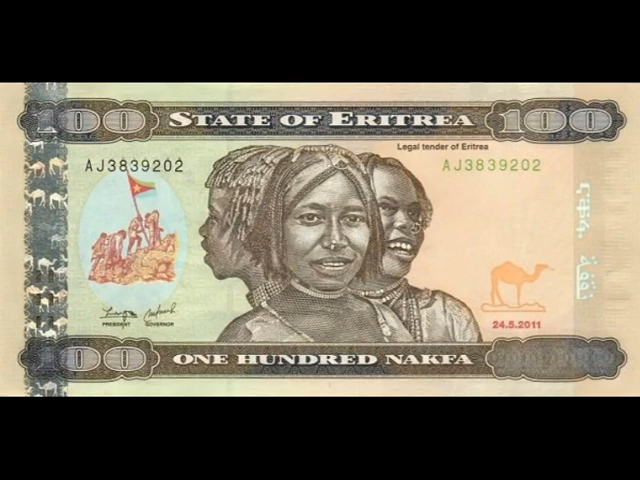 100 STATE OF ERITREA 100
Legal tender of Eritrea
AJ3839202 AJ3839202
PRESIDENT GOVERNOR
24.5.2011
100 ONE HUNDRED NAKFA 100